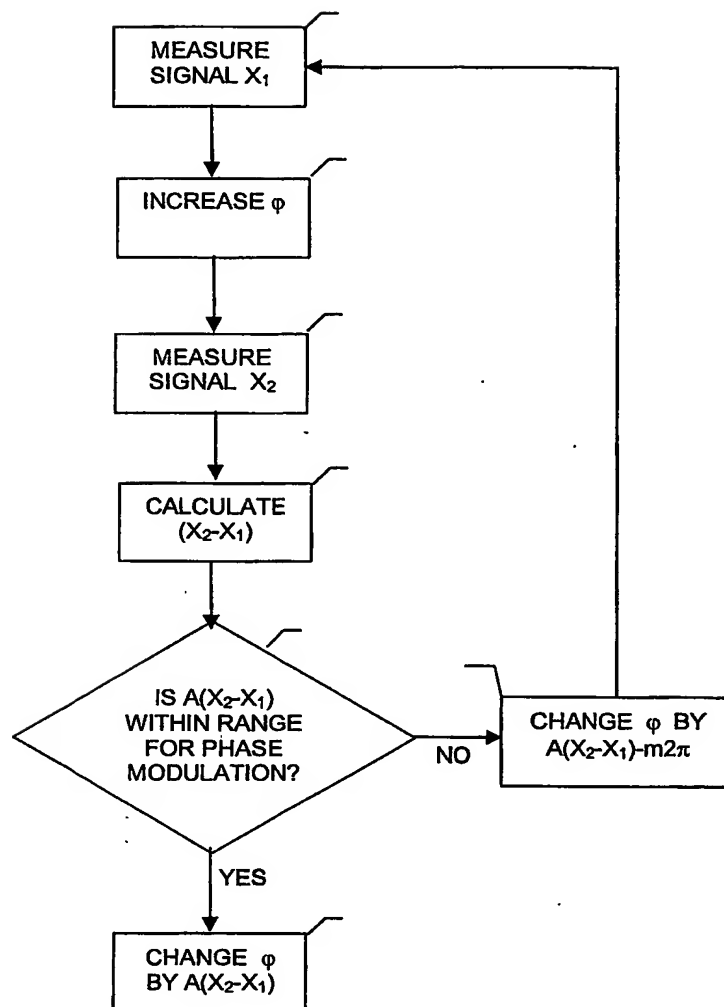 MEASURE
SIGNAL X₁
INCREASE φ
MEASURE
SIGNAL X₂
CALCULATE
(X₂-X₁)
IS A(X₂-X₁)
WITHIN RANGE
FOR PHASE
MODULATION?
NO
CHANGE φ BY
A(X₂-X₁)-m2π
YES
CHANGE φ
BY A(X₂-X₁)